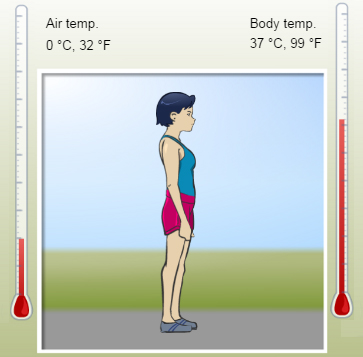 Air temp.
0 °C, 32 °F
Body temp.
37 °C, 99 °F